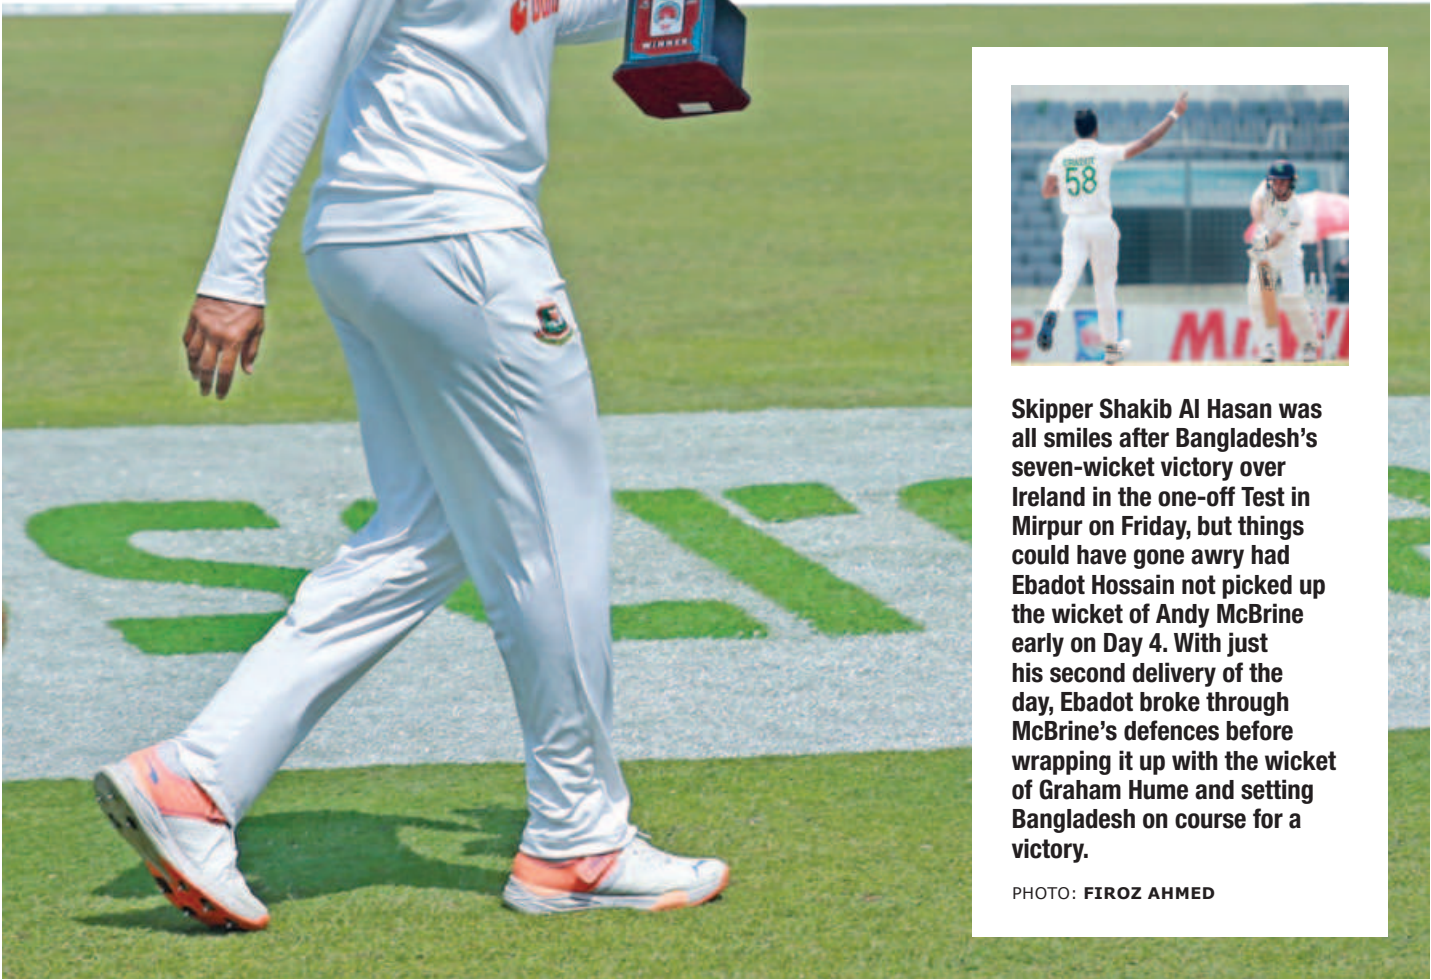 WINNER
EBADOT
58
Skipper Shakib Al Hasan was
all smiles after Bangladesh’s
seven-wicket victory over
Ireland in the one-off Test in
Mirpur on Friday, but things
could have gone awry had
Ebadot Hossain not picked up
the wicket of Andy McBrine
early on Day 4. With just
his second delivery of the
day, Ebadot broke through
McBrine’s defences before
wrapping it up with the wicket
of Graham Hume and setting
Bangladesh on course for a
victory.
PHOTO: FIROZ AHMED